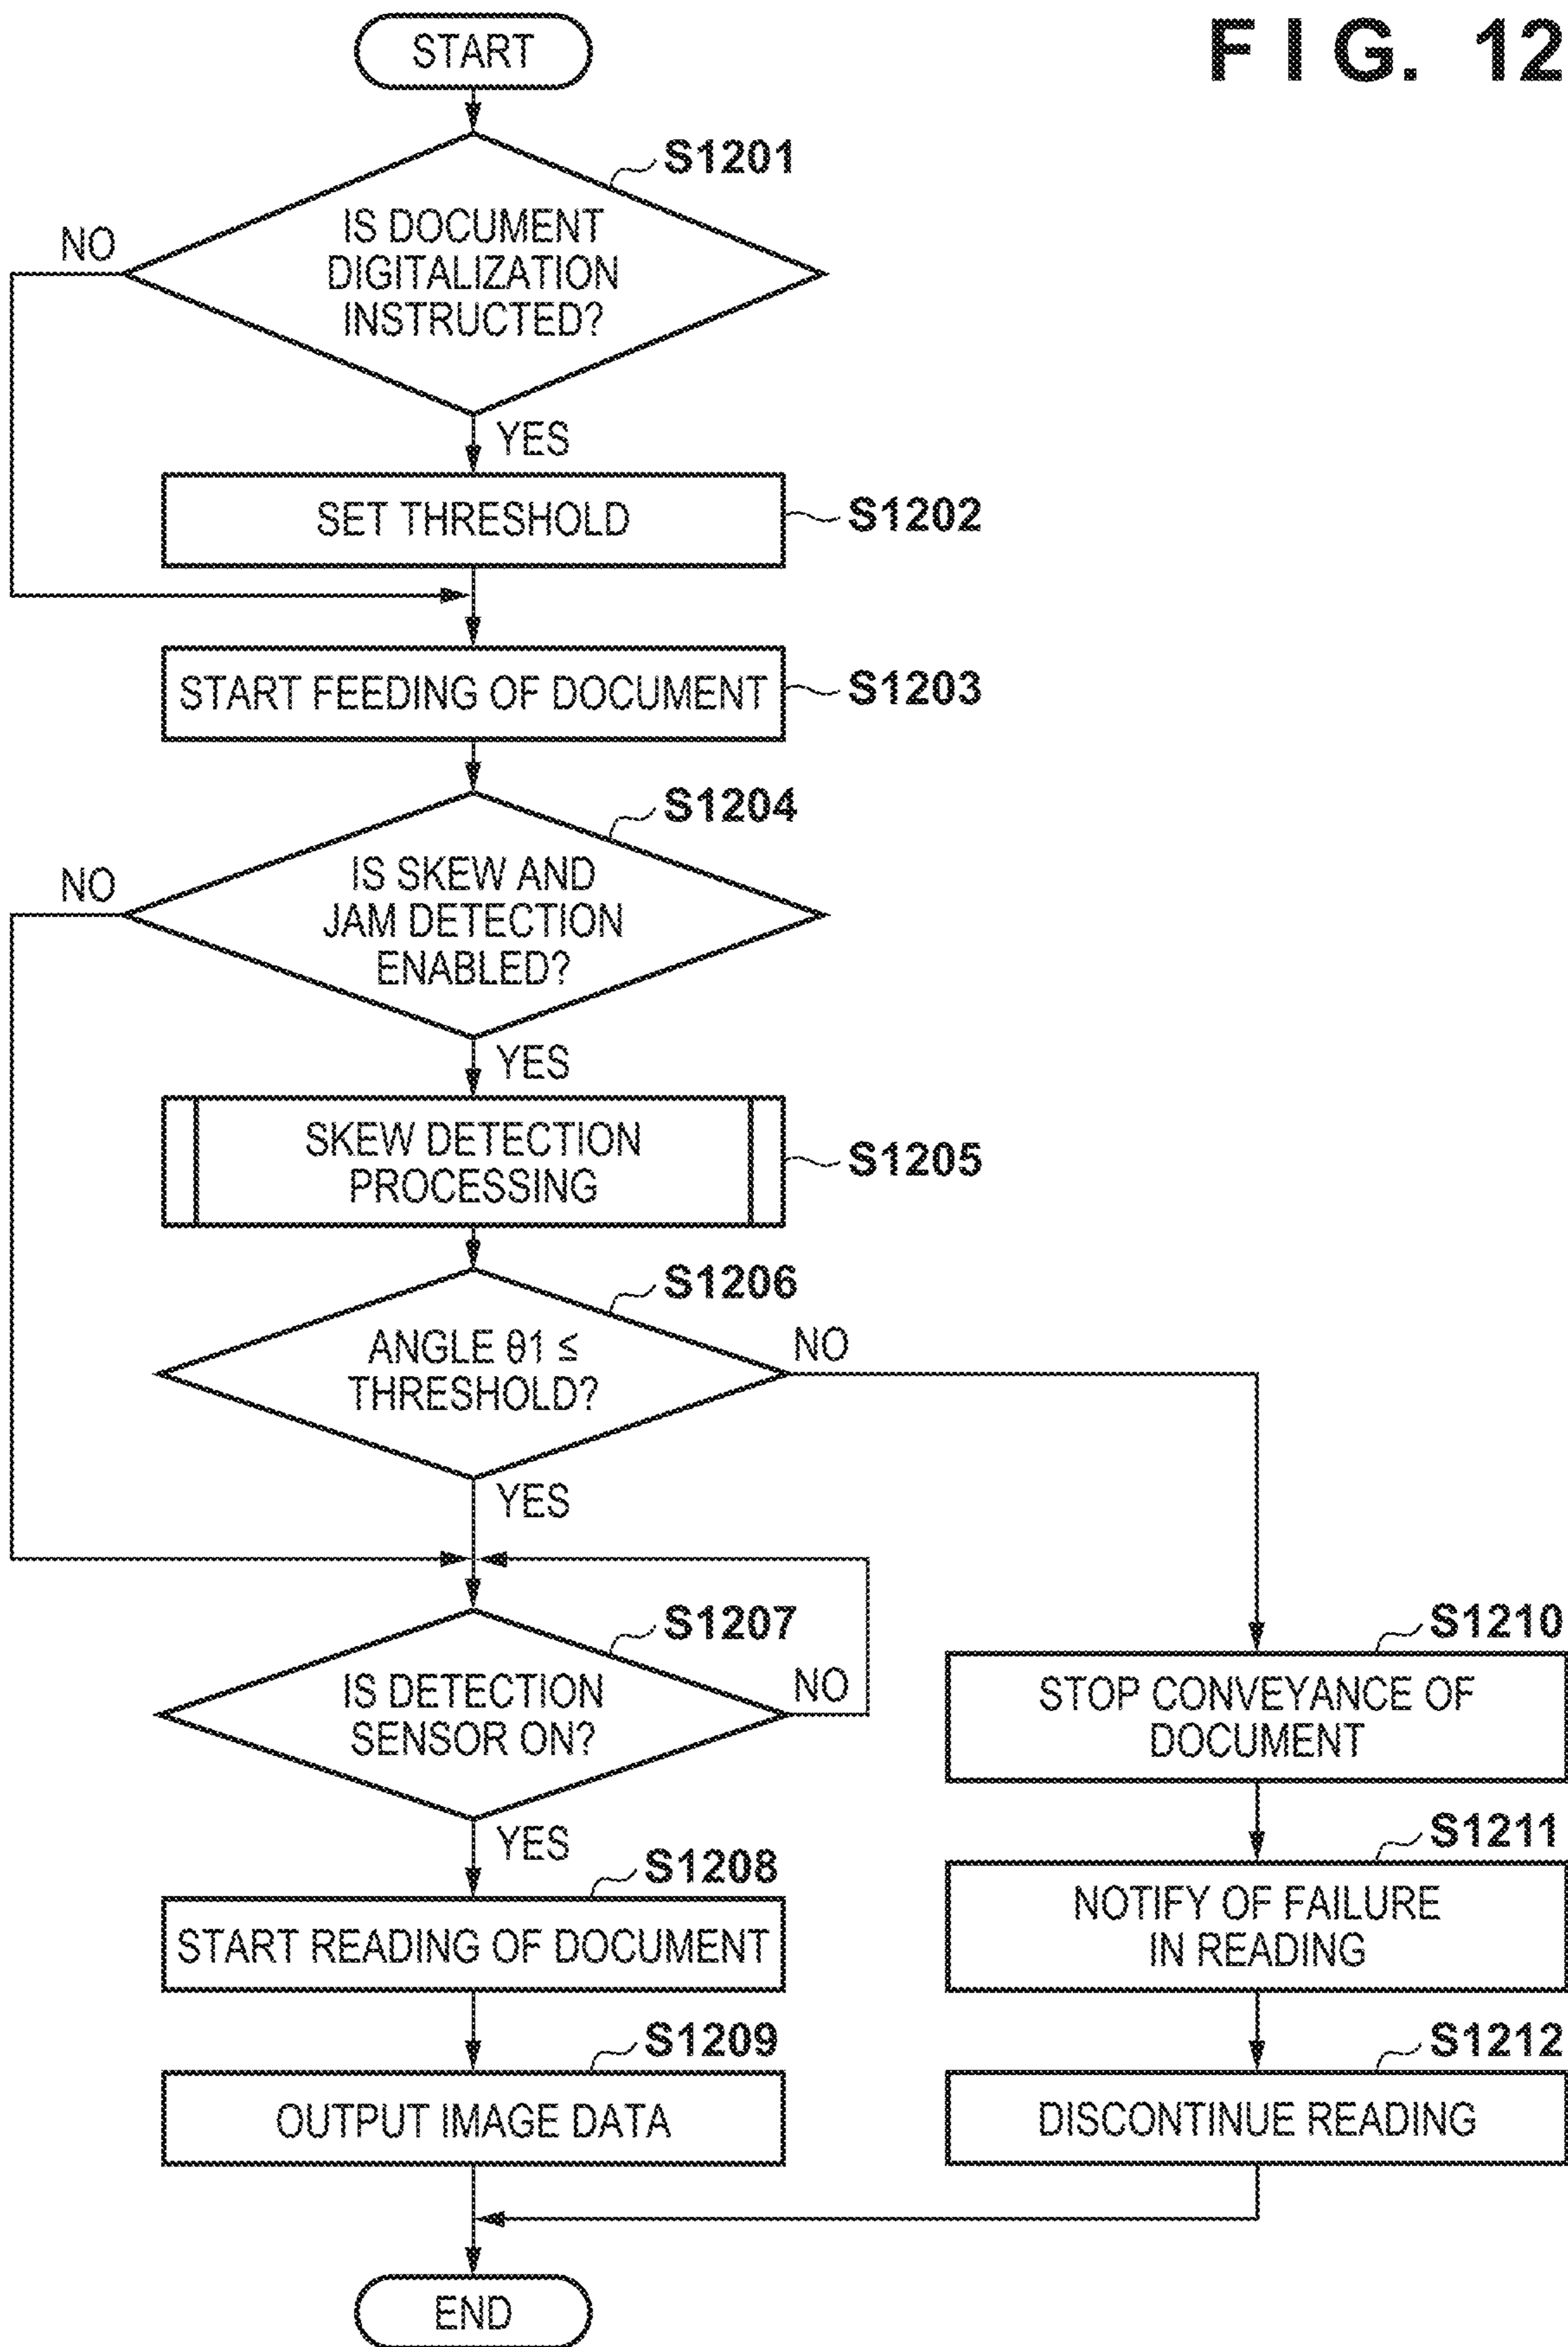 FIG. 12
START
S1201
IS DOCUMENT
DIGITALIZATION
INSTRUCTED?
NO
YES
SET THRESHOLD
S1202
START FEEDING OF DOCUMENT
S1203
S1204
IS SKEW AND
JAM DETECTION
ENABLED?
NO
YES
SKEW DETECTION
PROCESSING
S1205
S1206
ANGLE θ1 ≤
THRESHOLD?
NO
YES
S1207
IS DETECTION
SENSOR ON?
NO
YES
S1208
START READING OF DOCUMENT
S1209
OUTPUT IMAGE DATA
S1210
STOP CONVEYANCE OF
DOCUMENT
S1211
NOTIFY OF FAILURE
IN READING
S1212
DISCONTINUE READING
END